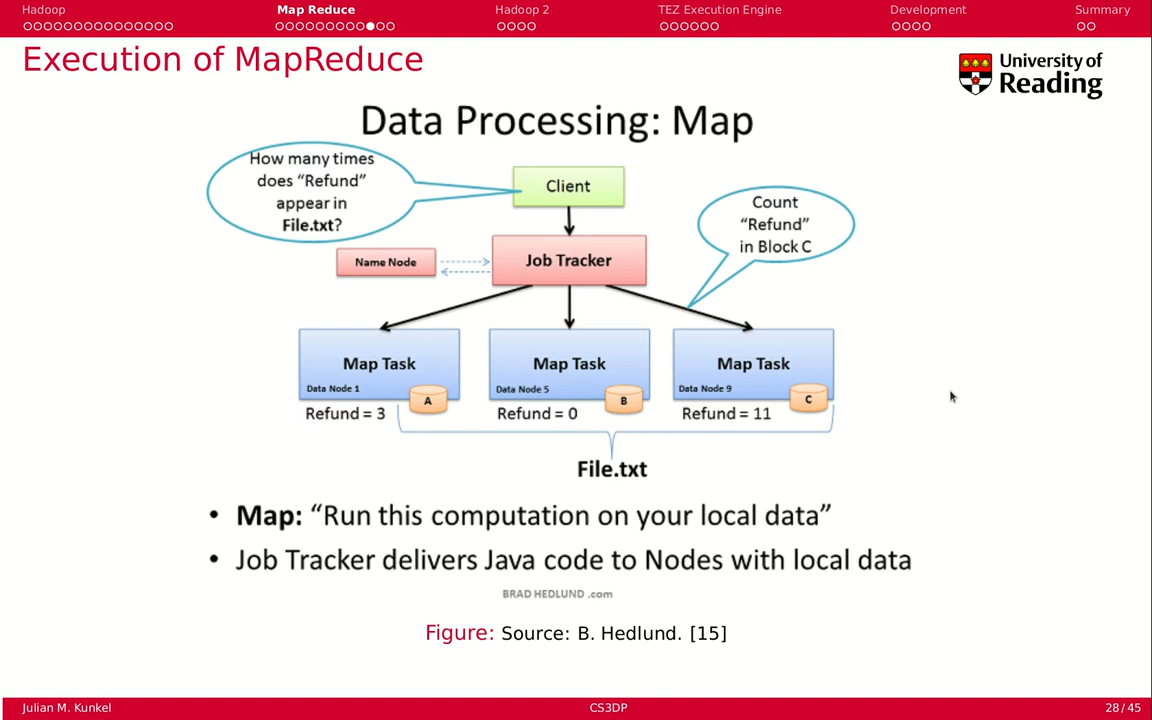 Hadoop Map Reduce Hadoop 2 TEZ Execution Engine Development Summary
Execution of MapReduce
University of
Reading
Data Processing: Map
How many times
does “Refund”
appear in
File.txt?
Client
Count
“Refund”
in Block C
Name Node
Job Tracker
Map Task
Data Node 1
A
Refund = 3
Map Task
Data Node 5
B
Refund = 0
Map Task
Data Node 9
C
Refund = 11
File.txt
• Map: “Run this computation on your local data”
• Job Tracker delivers Java code to Nodes with local data
BRAD HEDLUND .com
Figure: Source: B. Hedlund. [15]
Julian M. Kunkel CS3DP 28 / 45